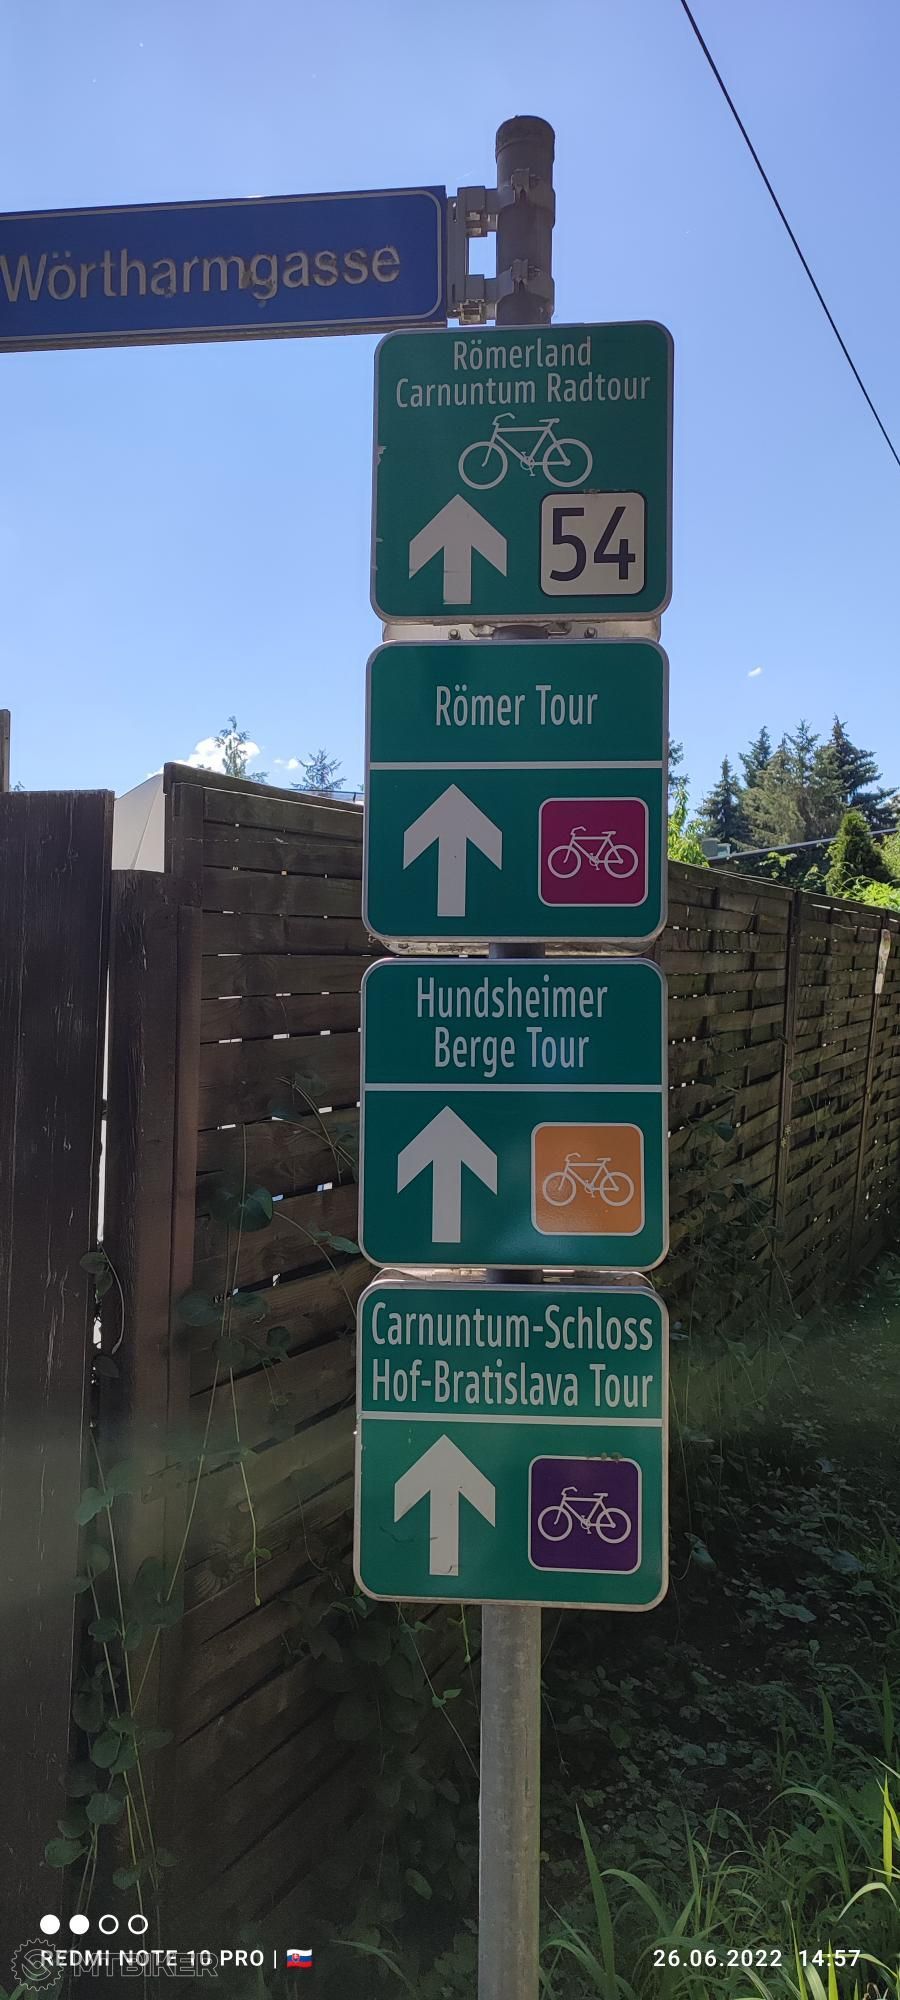 Wörtharmgasse
Römerland
Carnuntum Radtour
54
Römer Tour
Hundsheimer
Berge Tour
Carnuntum-Schloss
Hof-Bratislava Tour
REDMI NOTE 10 PRO | 🇸🇰
MTBIKER
26.06.2022 14:57